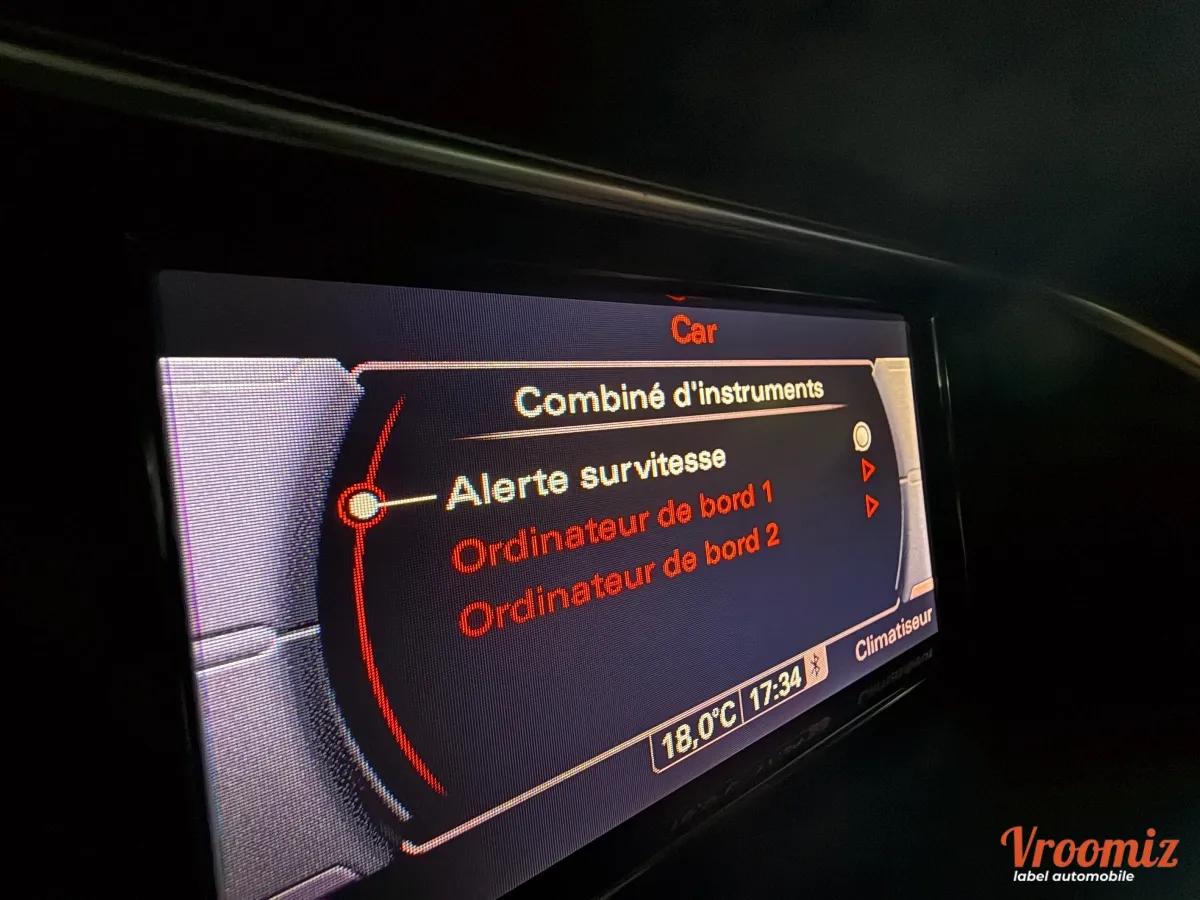 Car
Combiné d'instruments
Alerte survitesse
Ordinateur de bord 1
Ordinateur de bord 2
Climatiseur
18,0°C 17:34
Vroomiz
label automobile